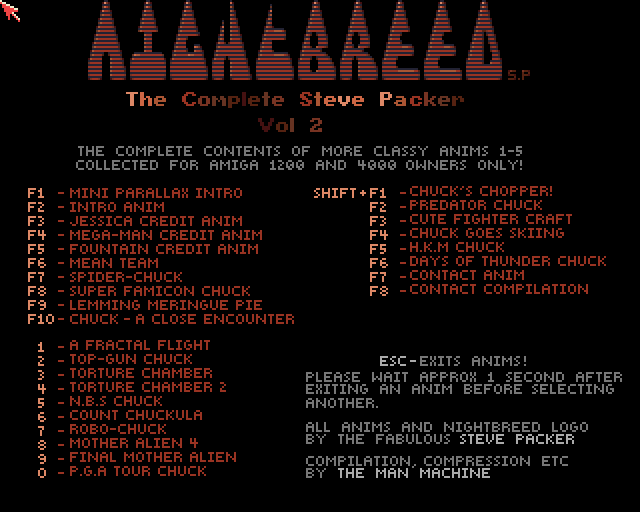 NIGHTBREED
S.P
The Complete Steve Packer
Vol 2
THE COMPLETE CONTENTS OF MORE CLASSY ANIMS 1-5
COLLECTED FOR AMIGA 1200 AND 4000 OWNERS ONLY!
F1 - MINI PARALLAX INTRO
F2 - INTRO ANIM
F3 - JESSICA CREDIT ANIM
F4 - MEGA-MAN CREDIT ANIM
F5 - FOUNTAIN CREDIT ANIM
F6 - MEAN TEAM
F7 - SPIDER-CHUCK
F8 - SUPER FAMICON CHUCK
F9 - LEMMING MERINGUE PIE
F10 - CHUCK - A CLOSE ENCOUNTER
1 - A FRACTAL FLIGHT
2 - TOP-GUN CHUCK
3 - TORTURE CHAMBER
4 - TORTURE CHAMBER 2
5 - N.B.S CHUCK
6 - COUNT CHUCKULA
7 - ROBO-CHUCK
8 - MOTHER ALIEN 4
9 - FINAL MOTHER ALIEN
0 - P.G.A TOUR CHUCK
SHIFT+F1 - CHUCK'S CHOPPER!
F2 - PREDATOR CHUCK
F3 - CUTE FIGHTER CRAFT
F4 - CHUCK GOES SKIING
F5 - H.K.M CHUCK
F6 - DAYS OF THUNDER CHUCK
F7 - CONTACT ANIM
F8 - CONTACT COMPILATION
ESC-EXITS ANIMS!
PLEASE WAIT APPROX 1 SECOND AFTER
EXITING AN ANIM BEFORE SELECTING
ANOTHER.
ALL ANIMS AND NIGHTBREED LOGO
BY THE FABULOUS STEVE PACKER
COMPILATION, COMPRESSION ETC
BY THE MAN MACHINE